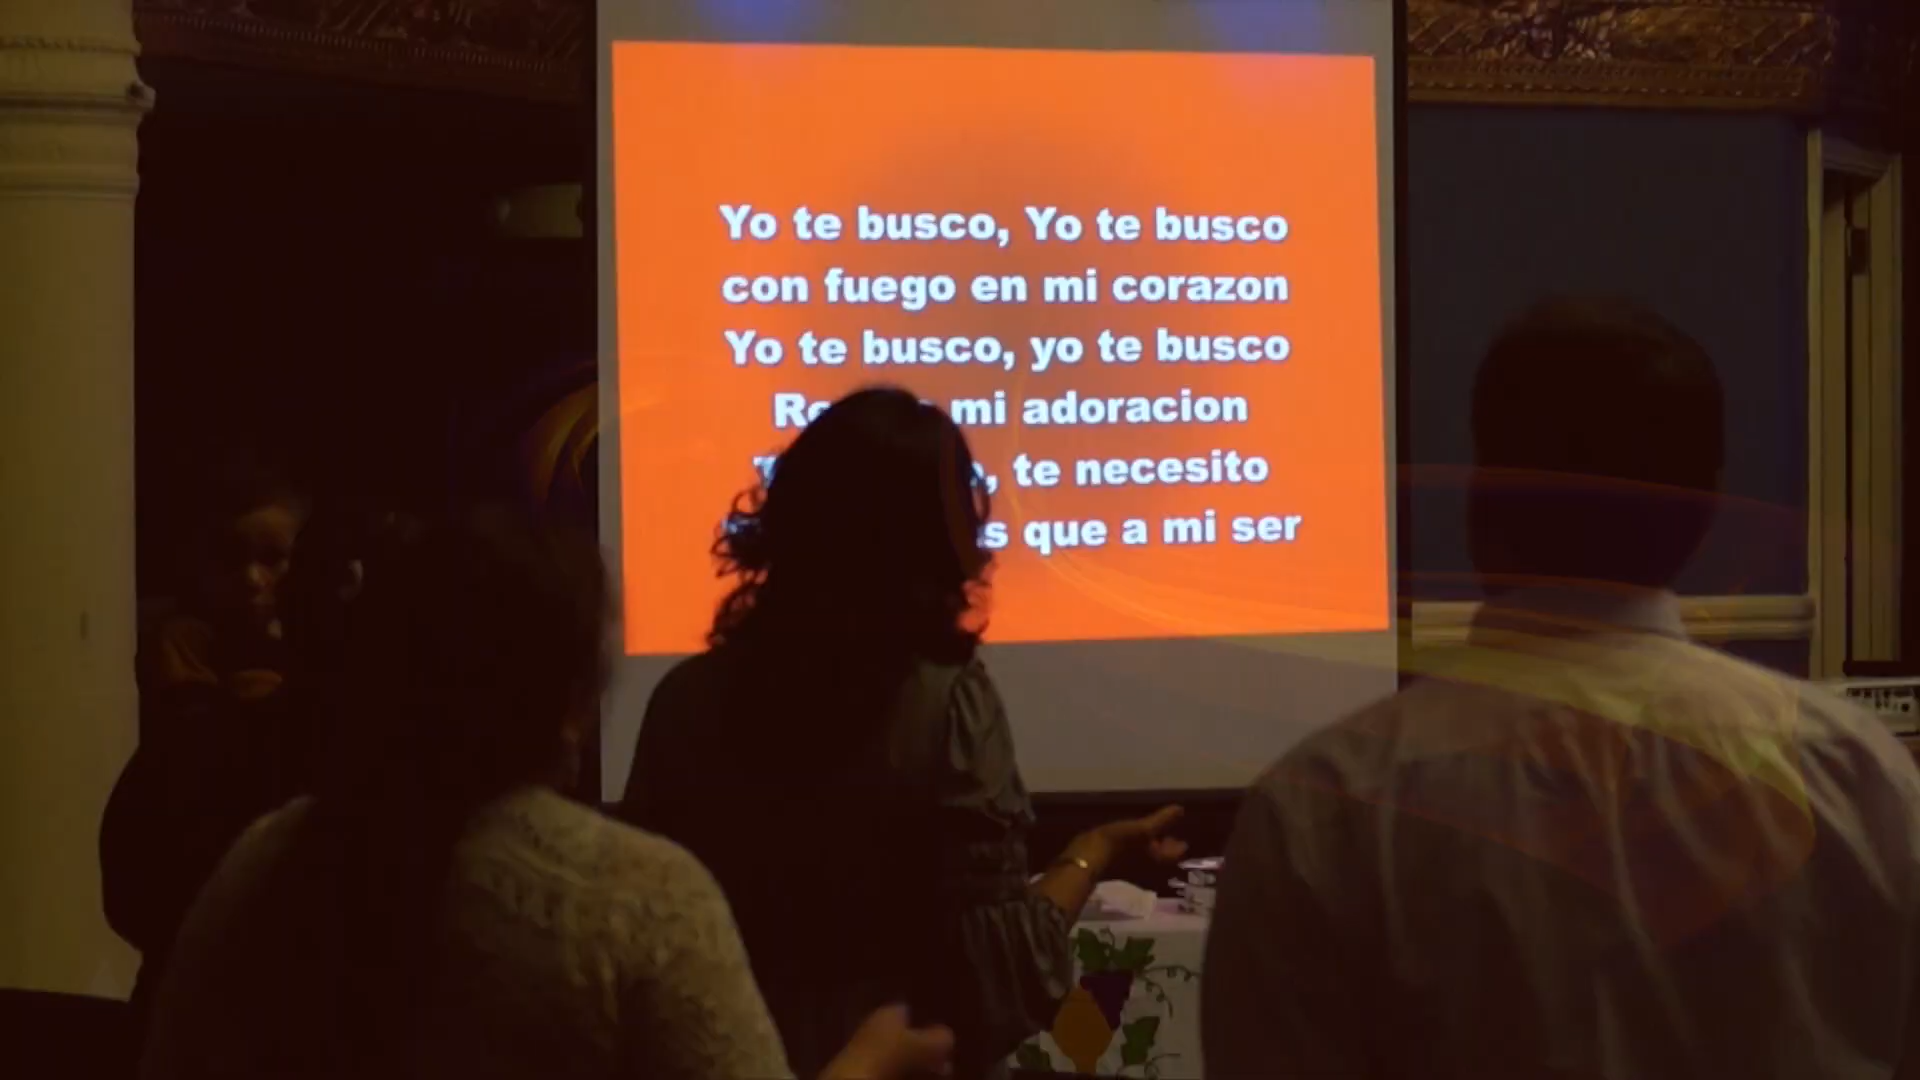 Yo te busco, Yo te busco
con fuego en mi corazon
Yo te busco, yo te busco
mi adoracion
te necesito
que a mi ser